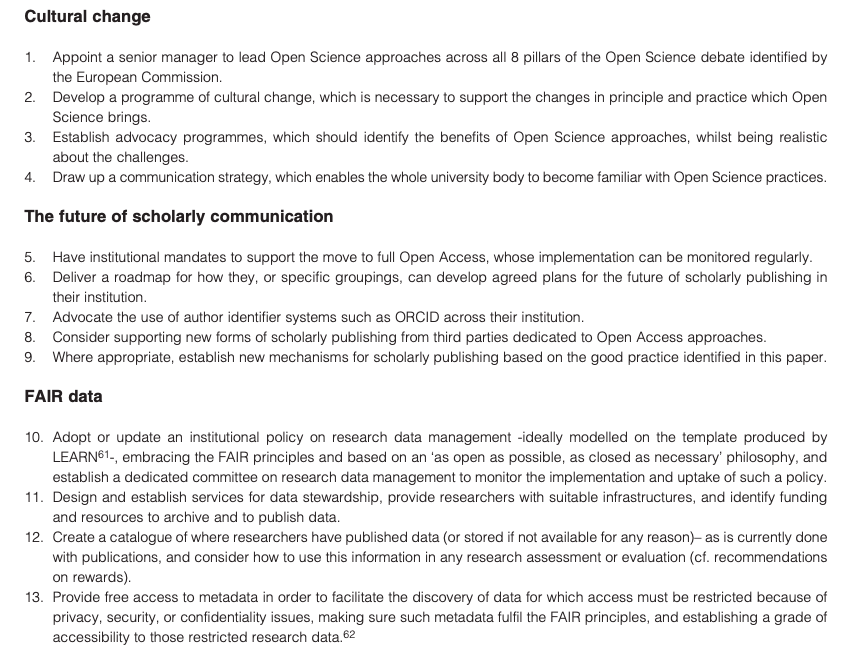 Cultural change
1. Appoint a senior manager to lead Open Science approaches across all 8 pillars of the Open Science debate identified by
the European Commission.
2. Develop a programme of cultural change, which is necessary to support the changes in principle and practice which Open
Science brings.
3. Establish advocacy programmes, which should identify the benefits of Open Science approaches, whilst being realistic
about the challenges.
4. Draw up a communication strategy, which enables the whole university body to become familiar with Open Science practices.
The future of scholarly communication
5. Have institutional mandates to support the move to full Open Access, whose implementation can be monitored regularly.
6. Deliver a roadmap for how they, or specific groupings, can develop agreed plans for the future of scholarly publishing in
their institution.
7. Advocate the use of author identifier systems such as ORCID across their institution.
8. Consider supporting new forms of scholarly publishing from third parties dedicated to Open Access approaches.
9. Where appropriate, establish new mechanisms for scholarly publishing based on the good practice identified in this paper.
FAIR data
10. Adopt or update an institutional policy on research data management -ideally modelled on the template produced by
LEARN61-, embracing the FAIR principles and based on an ‘as open as possible, as closed as necessary’ philosophy, and
establish a dedicated committee on research data management to monitor the implementation and uptake of such a policy.
11. Design and establish services for data stewardship, provide researchers with suitable infrastructures, and identify funding
and resources to archive and to publish data.
12. Create a catalogue of where researchers have published data (or stored if not available for any reason)– as is currently done
with publications, and consider how to use this information in any research assessment or evaluation (cf. recommendations
on rewards).
13. Provide free access to metadata in order to facilitate the discovery of data for which access must be restricted because of
privacy, security, or confidentiality issues, making sure such metadata fulfil the FAIR principles, and establishing a grade of
accessibility to those restricted research data.62